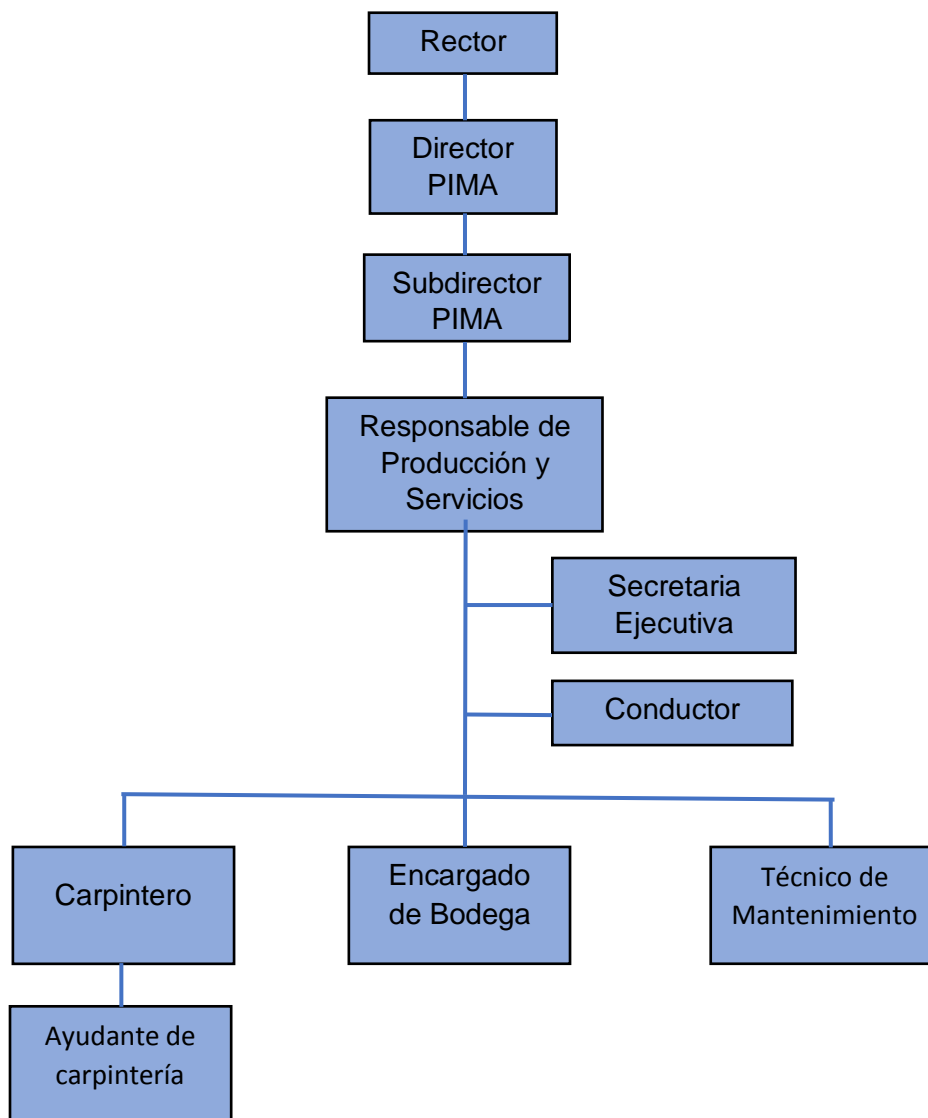 Rector
Director
PIMA
Subdirector
PIMA
Responsable de
Producción y
Servicios
Secretaria
Ejecutiva
Conductor
Carpintero
Encargado
de Bodega
Técnico de
Mantenimiento
Ayudante de
carpintería